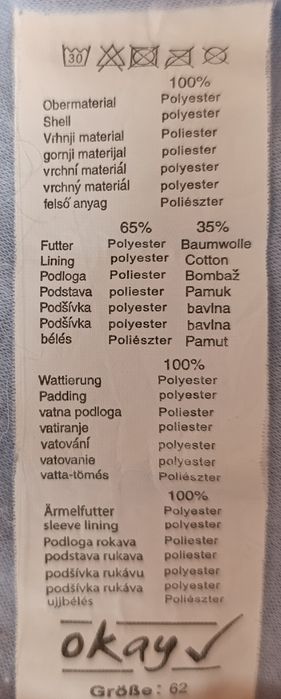 30
100%
Obermaterial Polyester
Shell polyester
Vrhnji material Poliester
gornji materijal poliester
vrchní materiál polyester
vrchný materiál polyester
felső anyag Poliészter
65% 35%
Futter Polyester Baumwolle
Lining polyester Cotton
Podloga Poliester Bombaž
Podstava poliester Pamuk
Podšívka polyester bavlna
Podšívka polyester bavlna
bélés Poliészter Pamut
100%
Wattierung Polyester
Padding polyester
vatna podloga Poliester
vatiranje poliester
vatování polyester
vatovanie polyester
vatta-tömés Poliészter
100%
Ärmelfutter Polyester
sleeve lining polyester
Podloga rokava Poliester
podstava rukava poliester
podšívka rukávu polyester
podšívka rukáva polyester
ujjbélés Poliészter
okay
Größe: 62